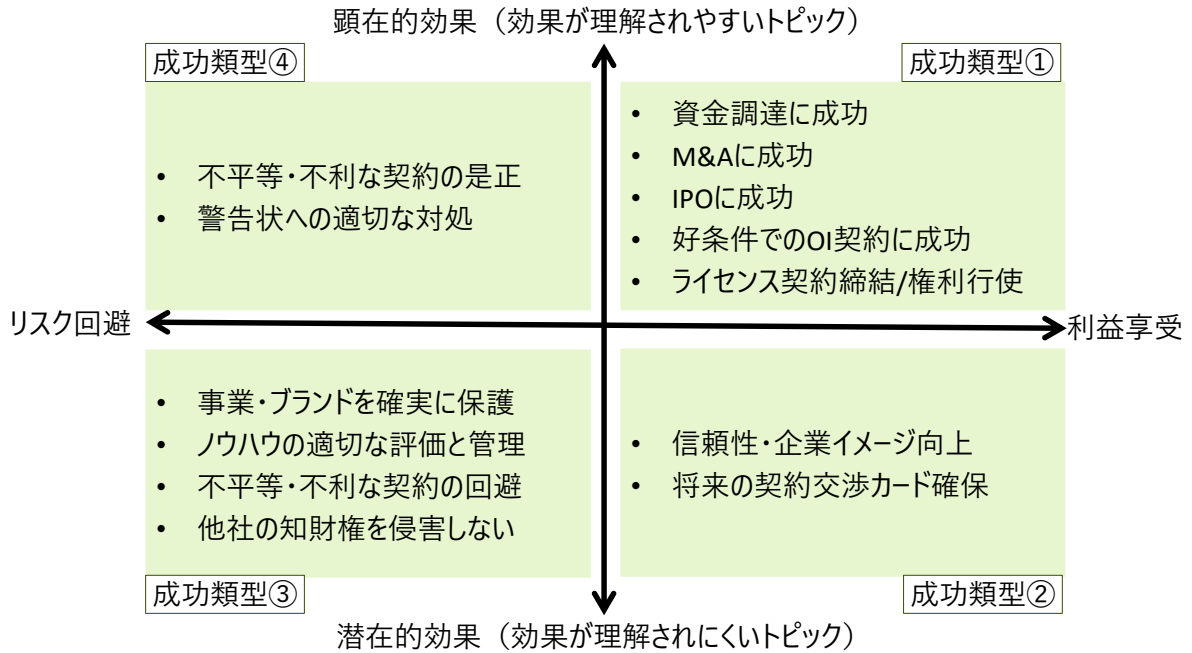 顕在的効果（効果が理解されやすいトピック）
成功類型④
成功類型①
• 不平等・不利な契約の是正
• 警告状への適切な対処
• 資金調達に成功
• M&Aに成功
• IPOに成功
• 好条件でのOI契約に成功
• ライセンス契約締結/権利行使
リスク回避
利益享受
• 事業・ブランドを確実に保護
• ノウハウの適切な評価と管理
• 不平等・不利な契約の回避
• 他社の知財権を侵害しない
• 信頼性・企業イメージ向上
• 将来の契約交渉カード確保
成功類型③
成功類型②
潜在的効果（効果が理解されにくいトピック）